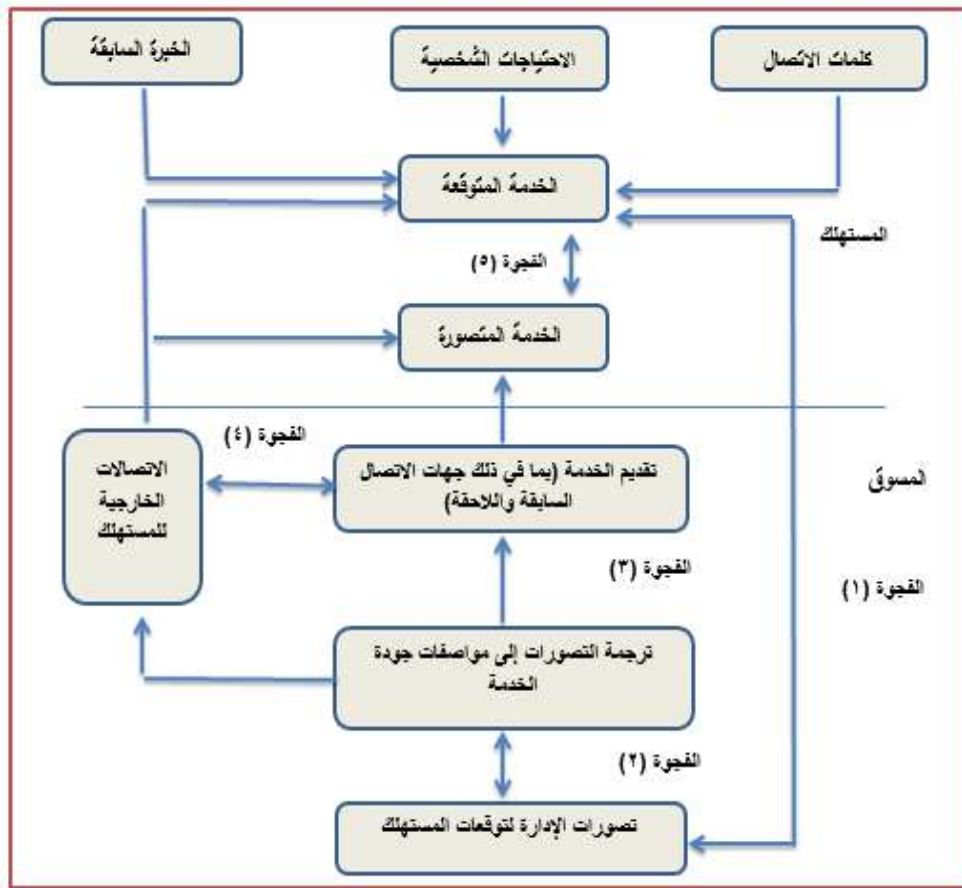 كلمات الاتصال
الاحتياجات الشخصية
الخبرة السابقة
الخدمة المتوقعة
المستهلك
الفجوة (٥)
الخدمة المتصورة
الفجوة (٤)
تقديم الخدمة (بما في ذلك جهات الاتصال
السابقة واللاحقة)
الاتصالات
الخارجية
للمستهلك
المسوق
الفجوة (٣)
الفجوة (١)
ترجمة التصورات إلى مواصفات جودة
الخدمة
الفجوة (٢)
تصورات الإدارة لتوقعات المستهلك